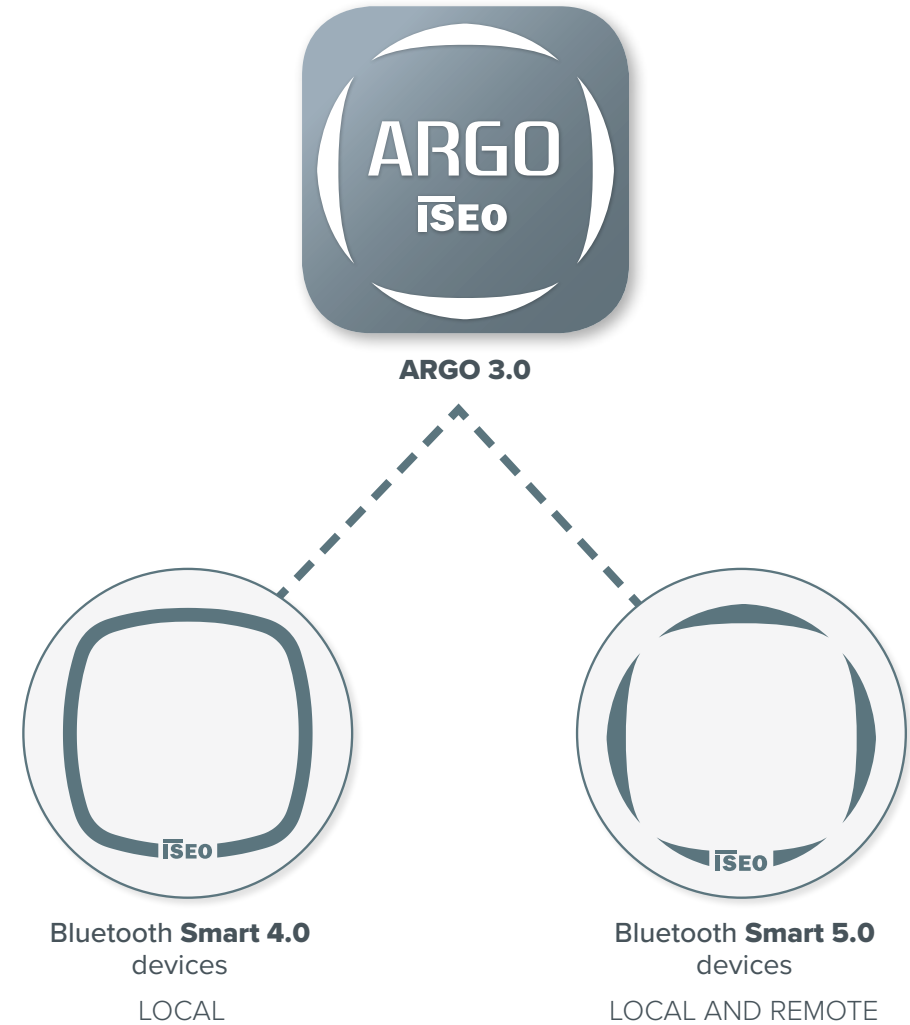 ARGO
ISEO
ARGO 3.0
ISEO
ISEO
Bluetooth Smart 4.0
devices
LOCAL
Bluetooth Smart 5.0
devices
LOCAL AND REMOTE